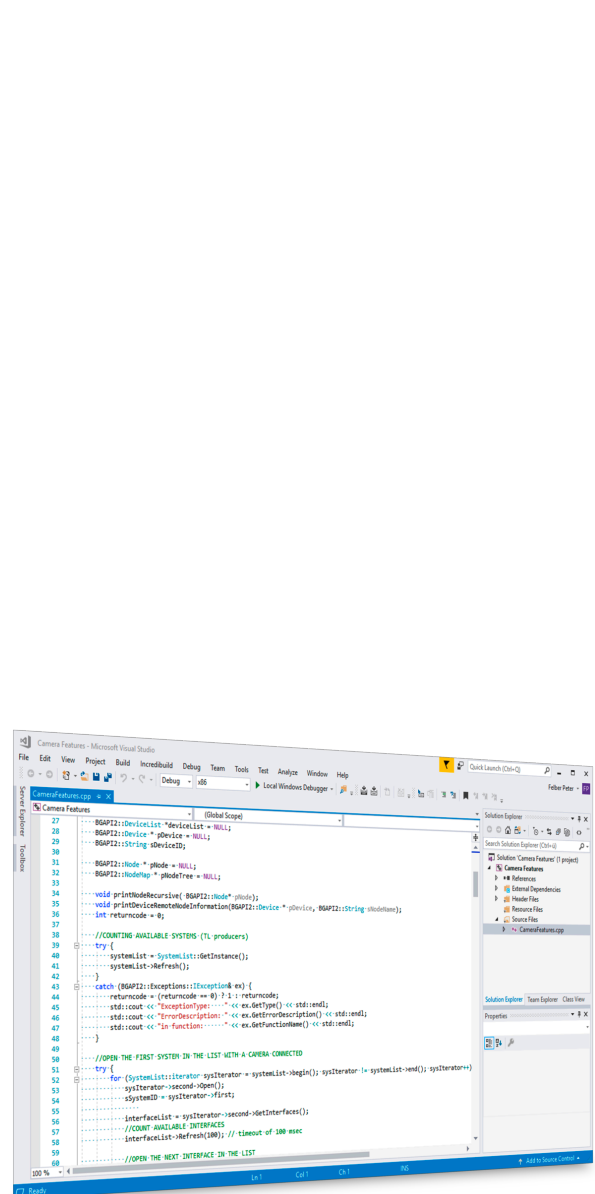 Camera Features - Microsoft Visual Studio
Quick Launch (Ctrl+Q)
File Edit View Project Build Incredibuild Debug Team Tools Test Analyze Window Help
Felber Peter FP
Debug x86 Local Windows Debugger
Server Explorer
Toolbox
CameraFeatures.cpp
Camera Features (Global Scope)
27 BGAPI2::DeviceList *deviceList = NULL;
28 BGAPI2::Device * pDevice = NULL;
29 BGAPI2::String sDeviceID;
30
31 BGAPI2::Node * pNode = NULL;
32 BGAPI2::NodeMap * pNodeTree = NULL;
33
34 void printNodeRecursive( BGAPI2::Node* pNode);
35 void printDeviceRemoteNodeInformation(BGAPI2::Device * pDevice, BGAPI2::String sNodeName);
36 int returncode = 0;
37
38 //COUNTING AVAILABLE SYSTEMS (TL producers)
39 try {
40 systemList = SystemList::GetInstance();
41 systemList->Refresh();
42 }
43 catch (BGAPI2::Exceptions::IException& ex) {
44 returncode = (returncode == 0) ? 1 : returncode;
45 std::cout << "ExceptionType: " << ex.GetType() << std::endl;
46 std::cout << "ErrorDescription: " << ex.GetErrorDescription() << std::endl;
47 std::cout << "in function: " << ex.GetFunctionName() << std::endl;
48 }
49
50 //OPEN THE FIRST SYSTEM IN THE LIST WITH A CAMERA CONNECTED
51 try {
52 for (SystemList::iterator sysIterator = systemList->begin(); sysIterator != systemList->end(); sysIterator++)
53 sysIterator->second->Open();
54 sSystemID = sysIterator->first;
55
56 interfaceList = sysIterator->second->GetInterfaces();
57 //COUNT AVAILABLE INTERFACES
58 interfaceList->Refresh(100); // timeout of 100 msec
59
60 //OPEN THE NEXT INTERFACE IN THE LIST
100 %
Solution Explorer
Search Solution Explorer (Ctrl+ü)
Solution 'Camera Features' (1 project)
Camera Features
References
External Dependencies
Header Files
Resource Files
Source Files
CameraFeatures.cpp
Solution Explorer Team Explorer Class View
Properties
Ready Ln 1 Col 1 Ch 1 INS Add to Source Control